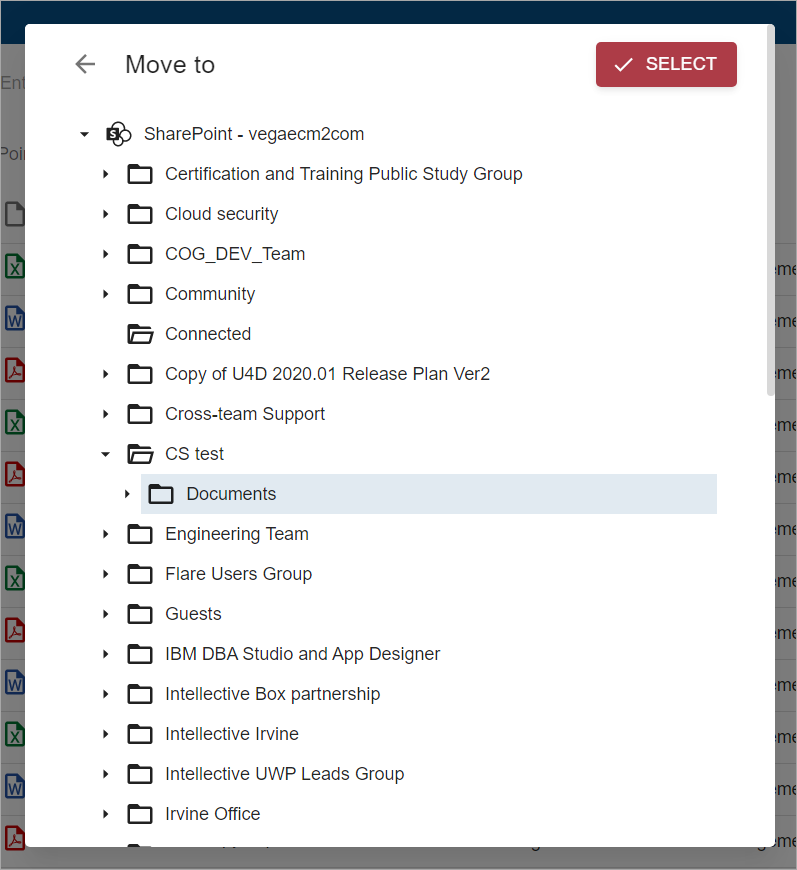 Move to
SELECT
SharePoint - vegaecm2com
Certification and Training Public Study Group
Cloud security
COG_DEV_Team
Community
Connected
Copy of U4D 2020.01 Release Plan Ver2
Cross-team Support
CS test
Documents
Engineering Team
Flare Users Group
Guests
IBM DBA Studio and App Designer
Intellective Box partnership
Intellective Irvine
Intellective UWP Leads Group
Irvine Office